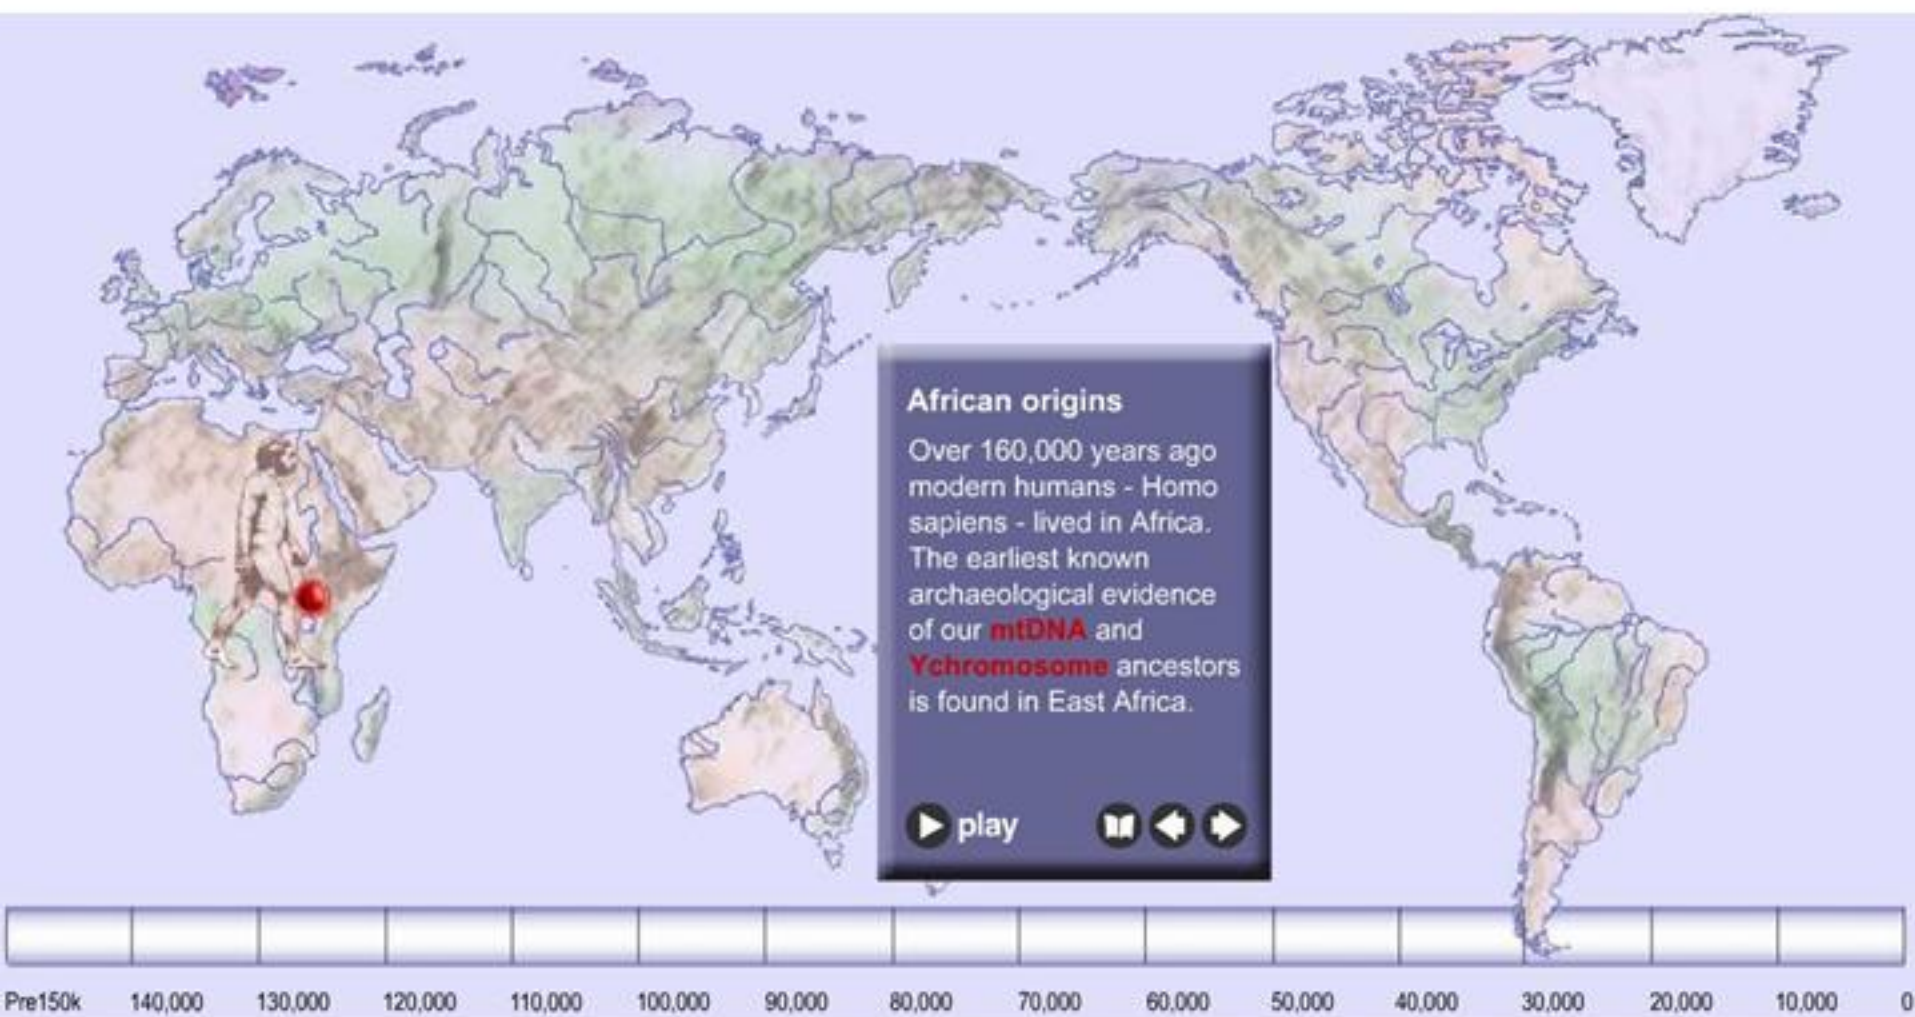 African origins
Over 160,000 years ago
modern humans - Homo
sapiens - lived in Africa.
The earliest known
archaeological evidence
of our mtDNA and
Ychromosome ancestors
is found in East Africa.
play
Pre150k 140,000 130,000 120,000 110,000 100,000 90,000 80,000 70,000 60,000 50,000 40,000 30,000 20,000 10,000 0